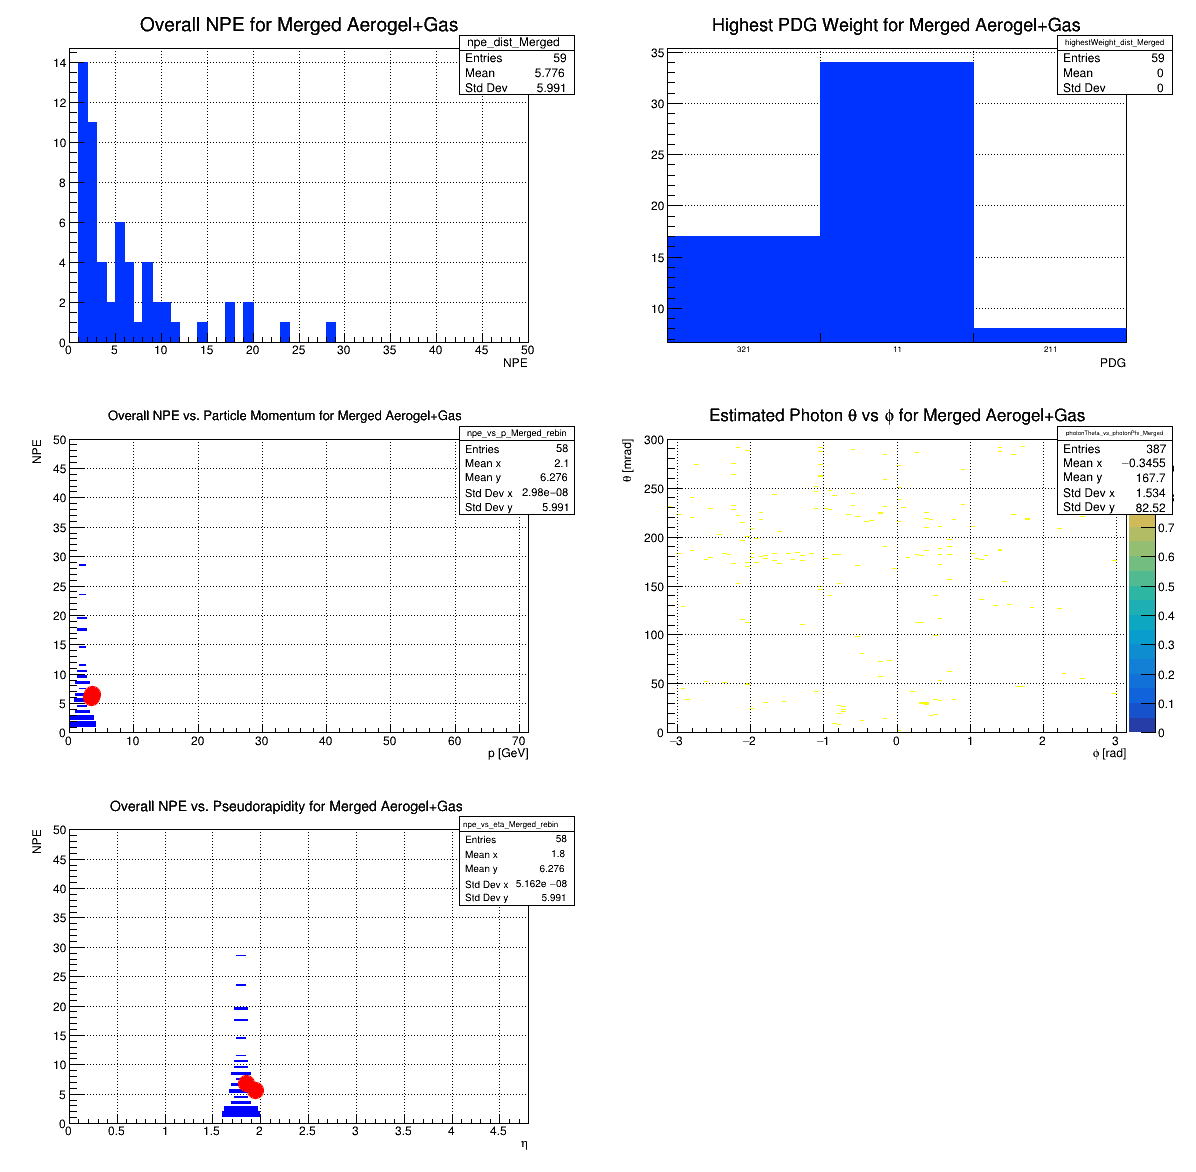 Overall NPE for Merged Aerogel+Gas
npe_dist_Merged
Entries 59
Mean 5.776
Std Dev 5.991
14
12
10
8
6
4
2
0
0 5 10 15 20 25 30 35 40 45 50
NPE
Highest PDG Weight for Merged Aerogel+Gas
highestWeight_dist_Merged
Entries 59
Mean 0
Std Dev 0
35
30
25
20
15
10
321 11 211
PDG
Overall NPE vs. Particle Momentum for Merged Aerogel+Gas
npe_vs_p_Merged_rebin
Entries 58
Mean x 2.1
Mean y 6.276
Std Dev x 2.98e−08
Std Dev y 5.991
NPE
50
45
40
35
30
25
20
15
10
5
0
0 10 20 30 40 50 60 70
p [GeV]
Estimated Photon θ vs ϕ for Merged Aerogel+Gas
photonTheta_vs_photonPhi_Merged
Entries 387
Mean x −0.3455
Mean y 167.7
Std Dev x 1.534
Std Dev y 82.52
θ [mrad]
300
250
200
150
100
50
0
−3 −2 −1 0 1 2 3
ϕ [rad]
0.7
0.6
0.5
0.4
0.3
0.2
0.1
0
Overall NPE vs. Pseudorapidity for Merged Aerogel+Gas
npe_vs_eta_Merged_rebin
Entries 58
Mean x 1.8
Mean y 6.276
Std Dev x 5.162e −08
Std Dev y 5.991
NPE
50
45
40
35
30
25
20
15
10
5
0
0 0.5 1 1.5 2 2.5 3 3.5 4 4.5
η